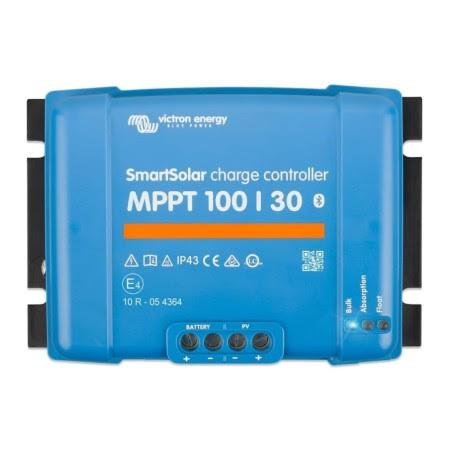 victron energy
BLUE POWER
SmartSolar charge controller
MPPT 100 | 30
IP43 CE
E4
10 R - 05 4364
Bulk
Absorption
Float
BATTERY PV
+ - - +